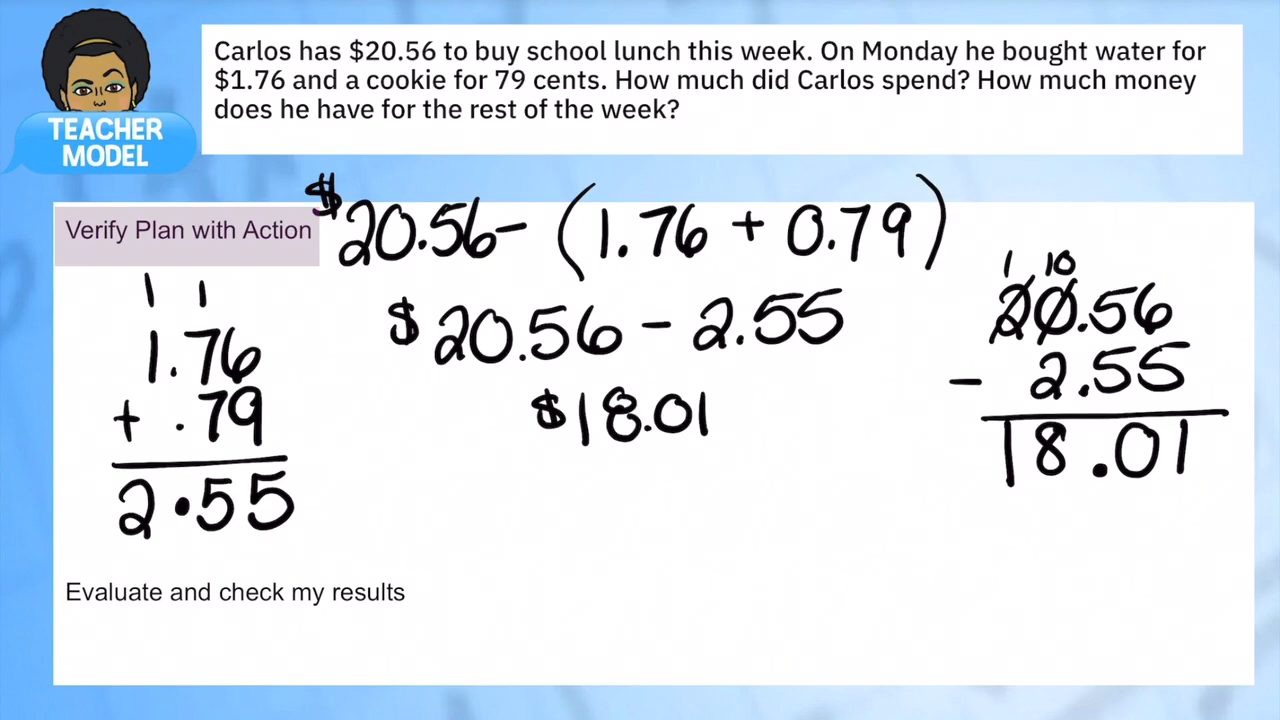 TEACHER
MODEL
Carlos has $20.56 to buy school lunch this week. On Monday he bought water for
$1.76 and a cookie for 79 cents. How much did Carlos spend? How much money
does he have for the rest of the week?
Verify Plan with Action
$20.56 - (1.76 + 0.79)
$20.56 - 2.55
$18.01
1 1
1.76
+ .79
2.55
1 10
20.56
- 2.55
18.01
Evaluate and check my results